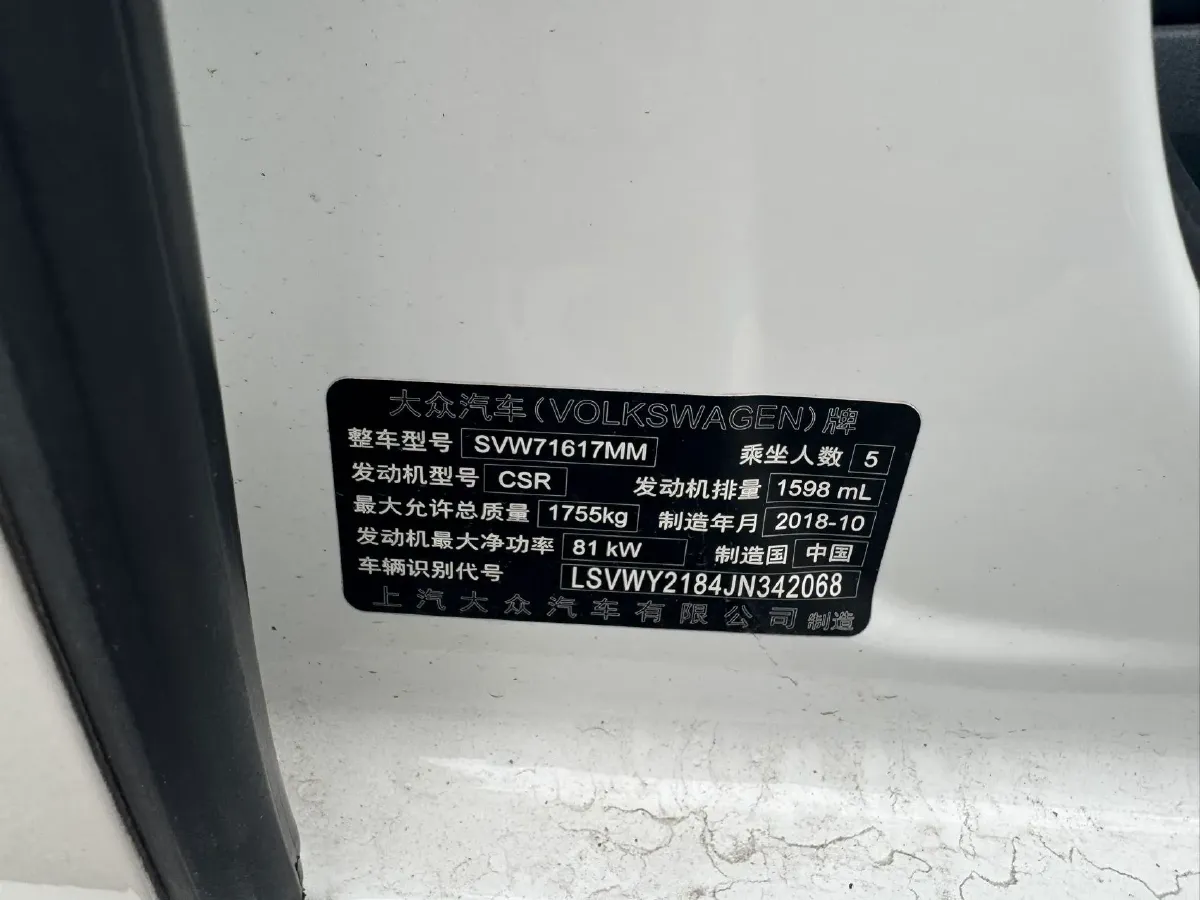 大众汽车(VOLKSWAGEN)牌
整车型号 SVW71617MM 乘坐人数 5
发动机型号 CSR 发动机排量 1598 mL
最大允许总质量 1755kg 制造年月 2018-10
发动机最大净功率 81 kW 制造国 中国
车辆识别代号 LSVWY2184JN342068
上汽大众汽车有限公司 制造